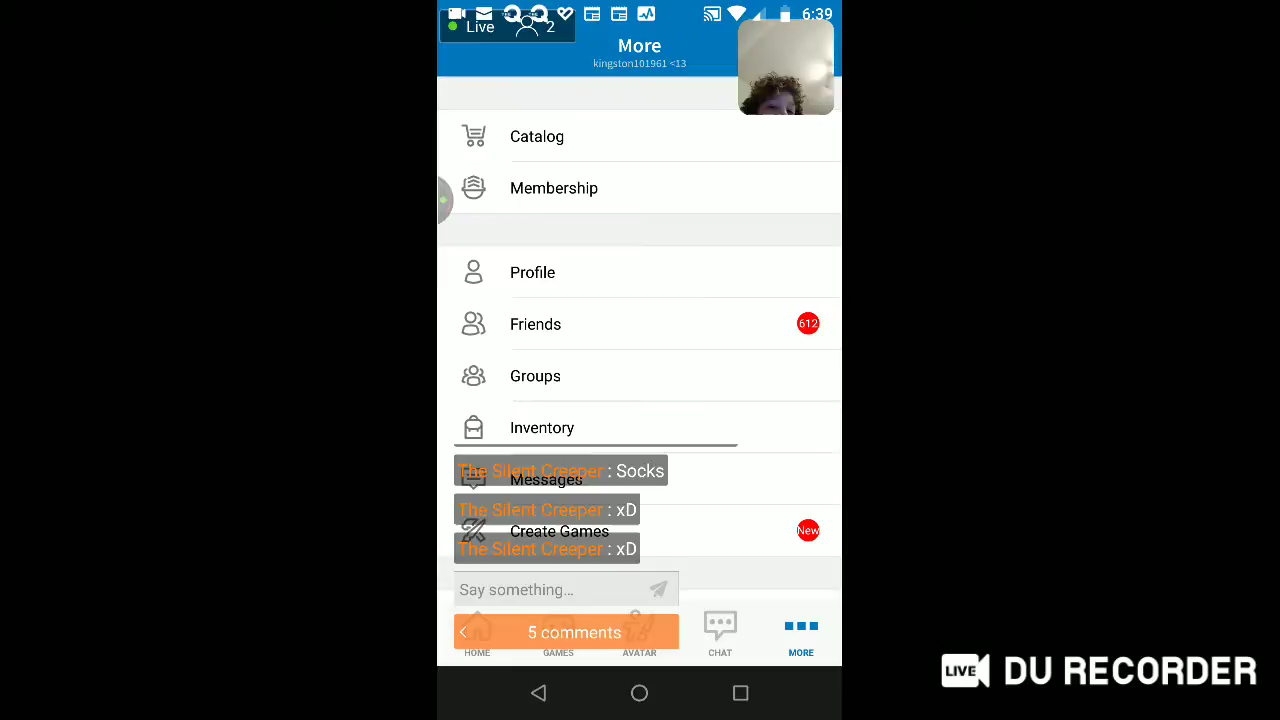 6:39
Live 2
More
kingston101961 <13
Catalog
Membership
Profile
Friends 612
Groups
Inventory
Messages
The Silent Creeper : Socks
The Silent Creeper : xD
Create Games New
The Silent Creeper : xD
Say something...
5 comments
HOME GAMES AVATAR CHAT MORE
LIVE DU RECORDER